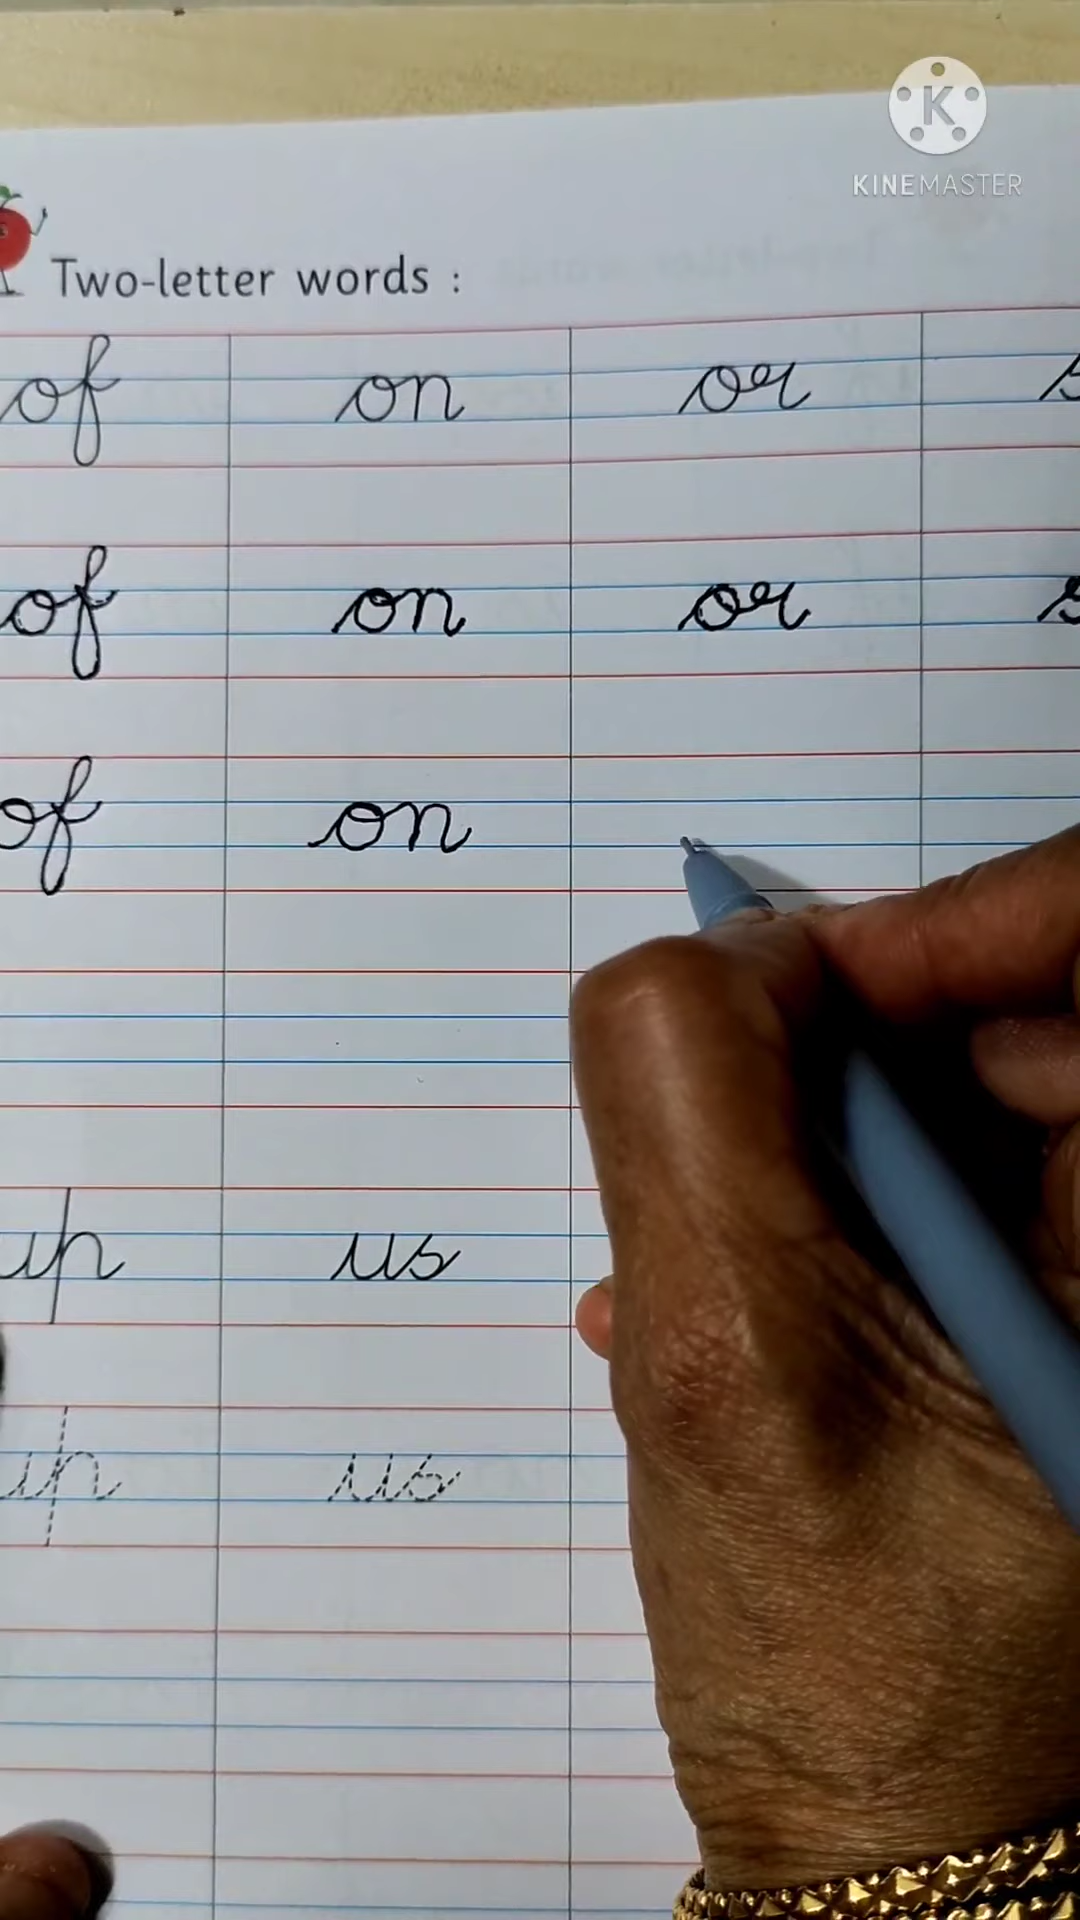 KINEMASTER
Two-letter words :
of on or
of on or
of on
up us
up us